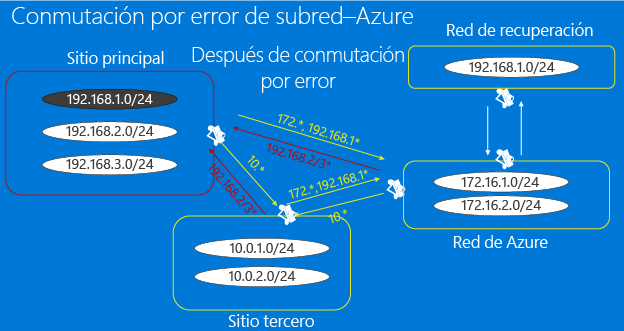 Conmutación por error de subred–Azure
Red de recuperación
192.168.1.0/24
Sitio principal
Después de conmutación
por error
192.168.1.0/24
192.168.2.0/24
192.168.3.0/24
172.*, 192.168.1*
192.168.2/3*
10.*
192.168.2/3*
172.*,192.168.1*
10.*
172.16.1.0/24
172.16.2.0/24
Red de Azure
10.0.1.0/24
10.0.2.0/24
Sitio tercero